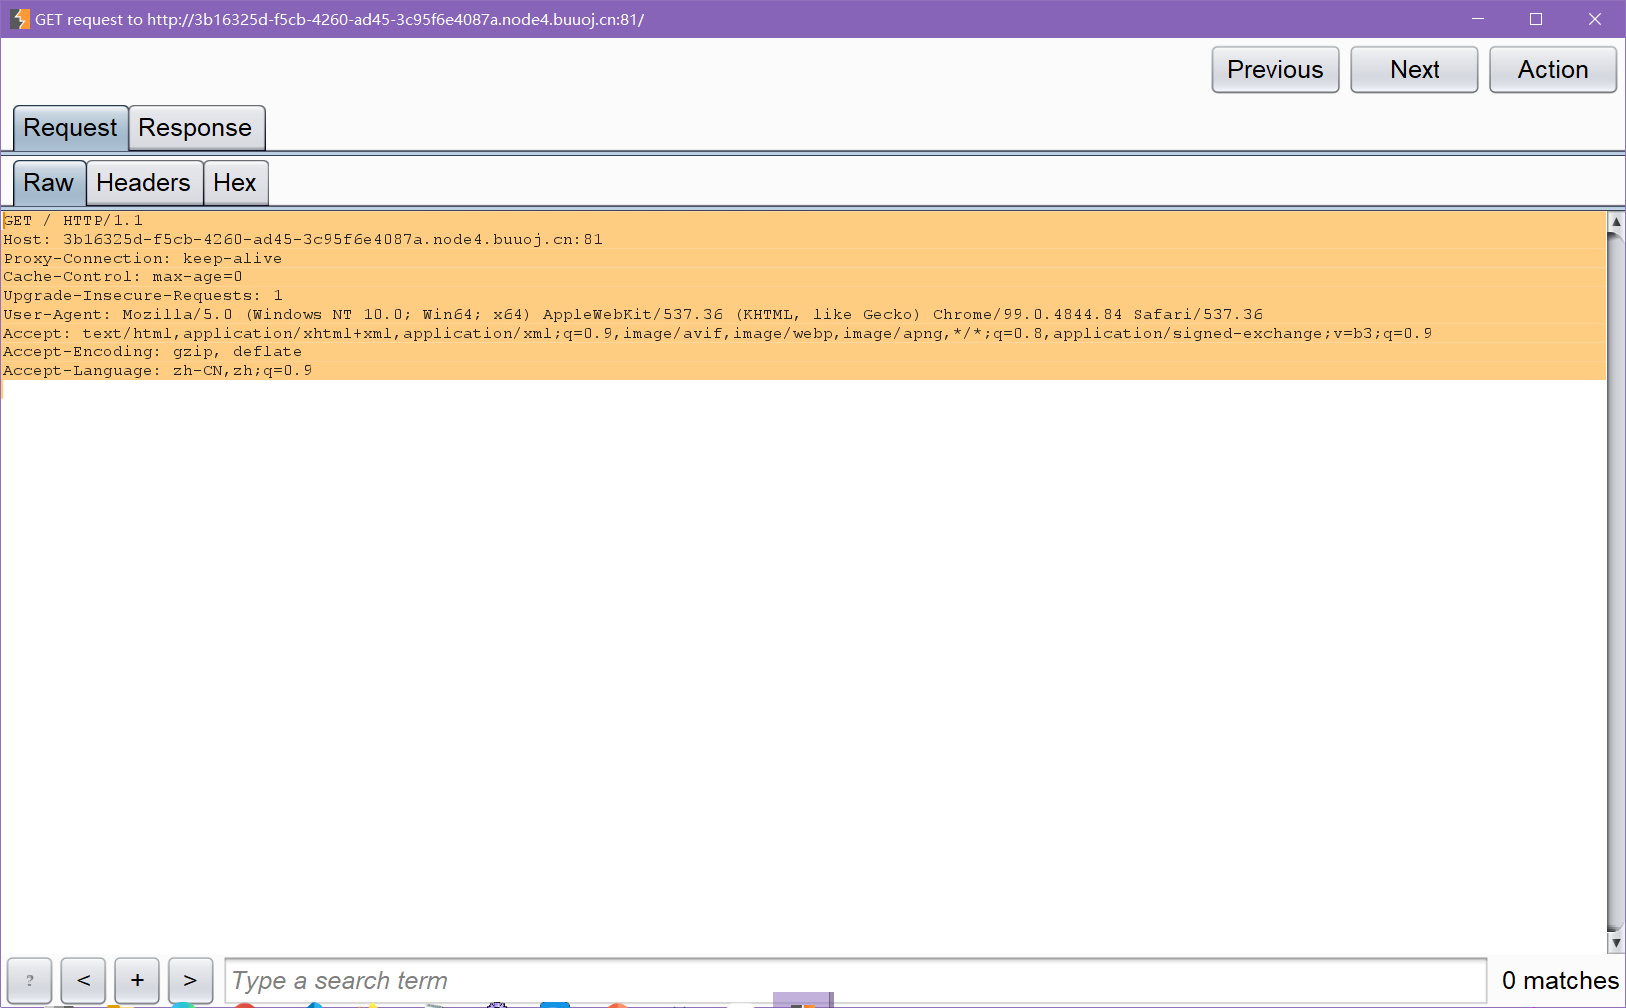 GET request to http://3b16325d-f5cb-4260-ad45-3c95f6e4087a.node4.buuoj.cn:81/
Previous Next Action
Request Response
Raw Headers Hex
GET / HTTP/1.1
Host: 3b16325d-f5cb-4260-ad45-3c95f6e4087a.node4.buuoj.cn:81
Proxy-Connection: keep-alive
Cache-Control: max-age=0
Upgrade-Insecure-Requests: 1
User-Agent: Mozilla/5.0 (Windows NT 10.0; Win64; x64) AppleWebKit/537.36 (KHTML, like Gecko) Chrome/99.0.4844.84 Safari/537.36
Accept: text/html,application/xhtml+xml,application/xml;q=0.9,image/avif,image/webp,image/apng,*/*;q=0.8,application/signed-exchange;v=b3;q=0.9
Accept-Encoding: gzip, deflate
Accept-Language: zh-CN,zh;q=0.9
? < + > Type a search term 0 matches